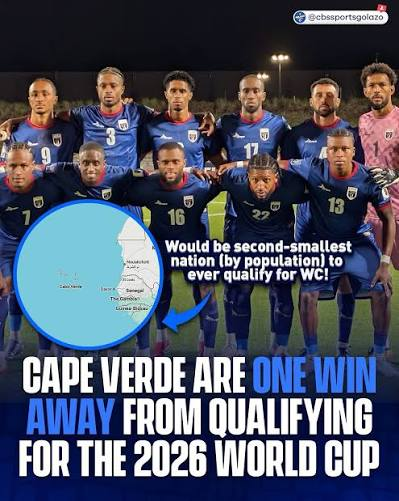 @cbssportsgolazo
9
3
17
1
7
16
22
13
Would be second-smallest
nation (by population) to
ever qualify for WC!
Nouakchott
Cabo Verde
Dakar
Senegal
The Gambia
Guinea-Bissau
CAPE VERDE ARE ONE WIN
AWAY FROM QUALIFYING
FOR THE 2026 WORLD CUP